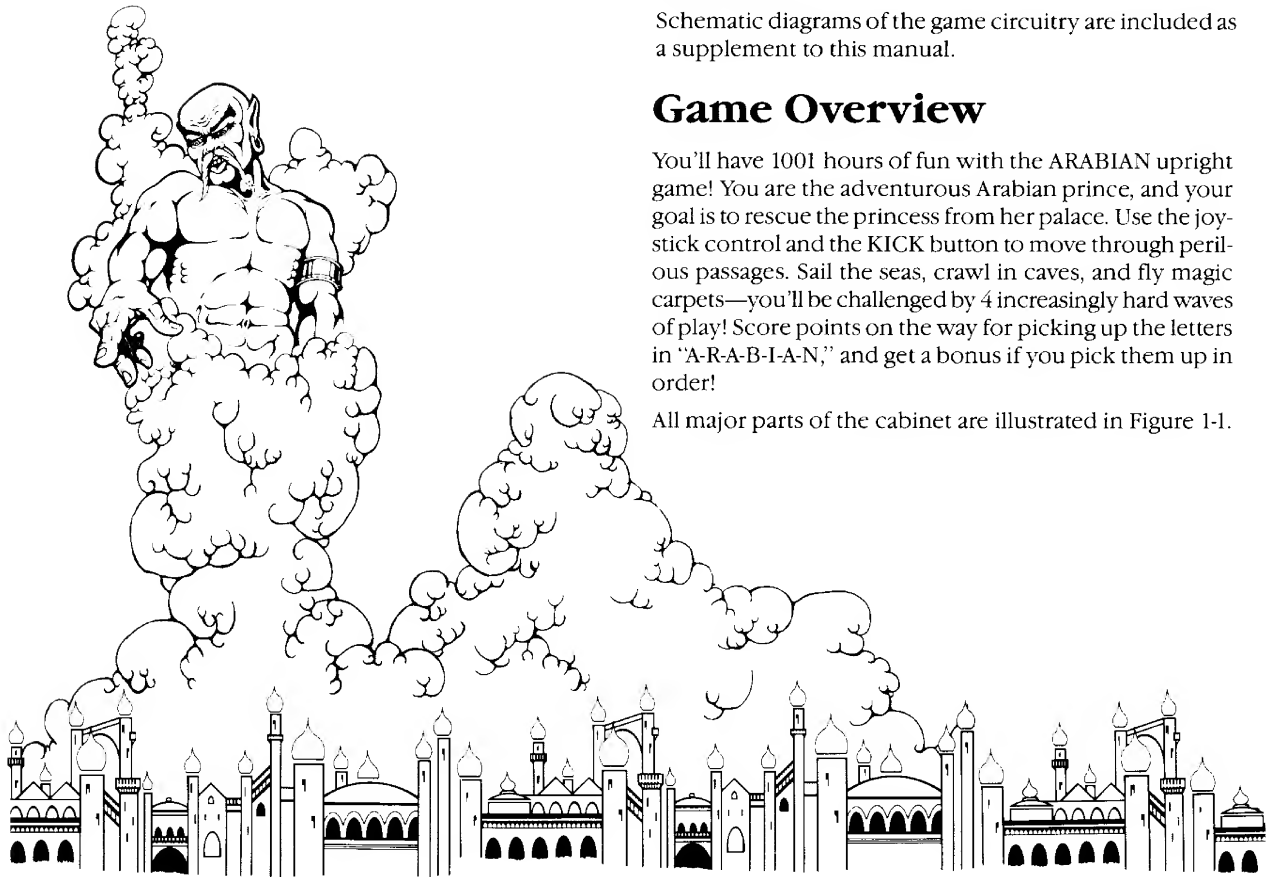 Schematic diagrams of the game circuitry are included as
a supplement to this manual.
Game Overview
You'll have 1001 hours of fun with the ARABIAN upright
game! You are the adventurous Arabian prince, and your
goal is to rescue the princess from her palace. Use the joy-
stick control and the KICK button to move through peril-
ous passages. Sail the seas, crawl in caves, and fly magic
carpets—you'll be challenged by 4 increasingly hard waves
of play! Score points on the way for picking up the letters
in “A-R-A-B-I-A-N,” and get a bonus if you pick them up in
order!
All major parts of the cabinet are illustrated in Figure 1-1.